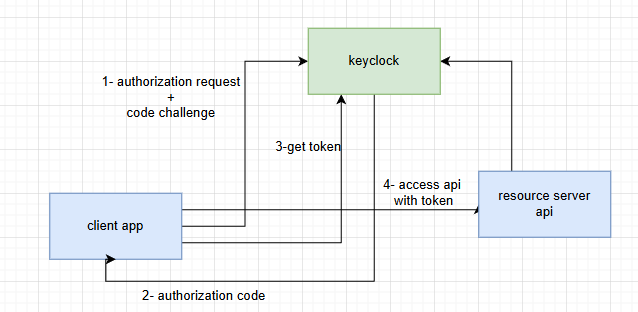 keyclock
1- authorization request
+
code challenge
3-get token
4- access api
with token
resource server
api
client app
2- authorization code